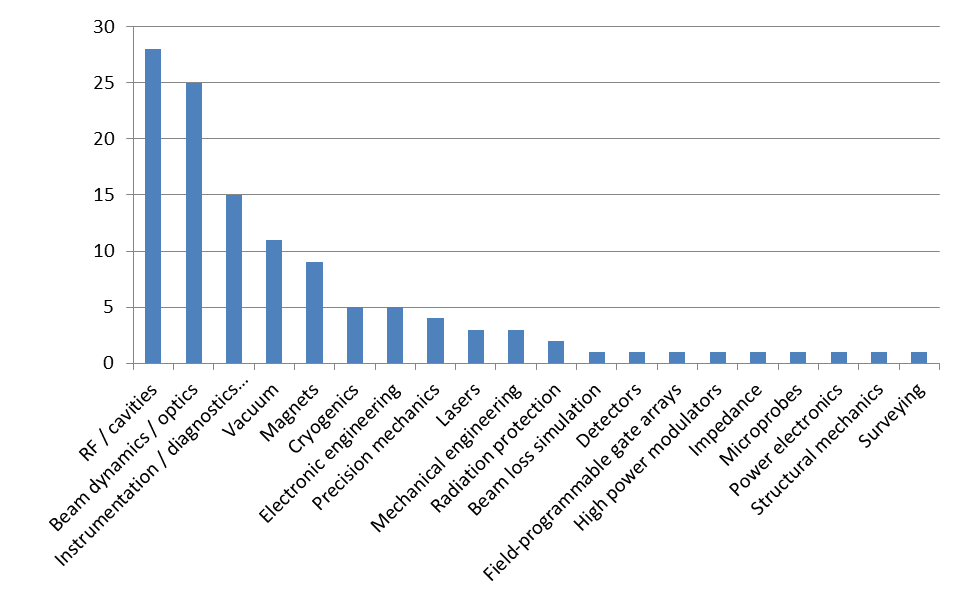 30
25
20
15
10
5
0
RF / cavities
Beam dynamics / optics
Instrumentation / diagnostics...
Vacuum
Magnets
Cryogenics
Electronic engineering
Precision mechanics
Lasers
Mechanical engineering
Radiation protection
Beam loss simulation
Detectors
Field-programmable gate arrays
High power modulators
Impedance
Microprobes
Power electronics
Structural mechanics
Surveying